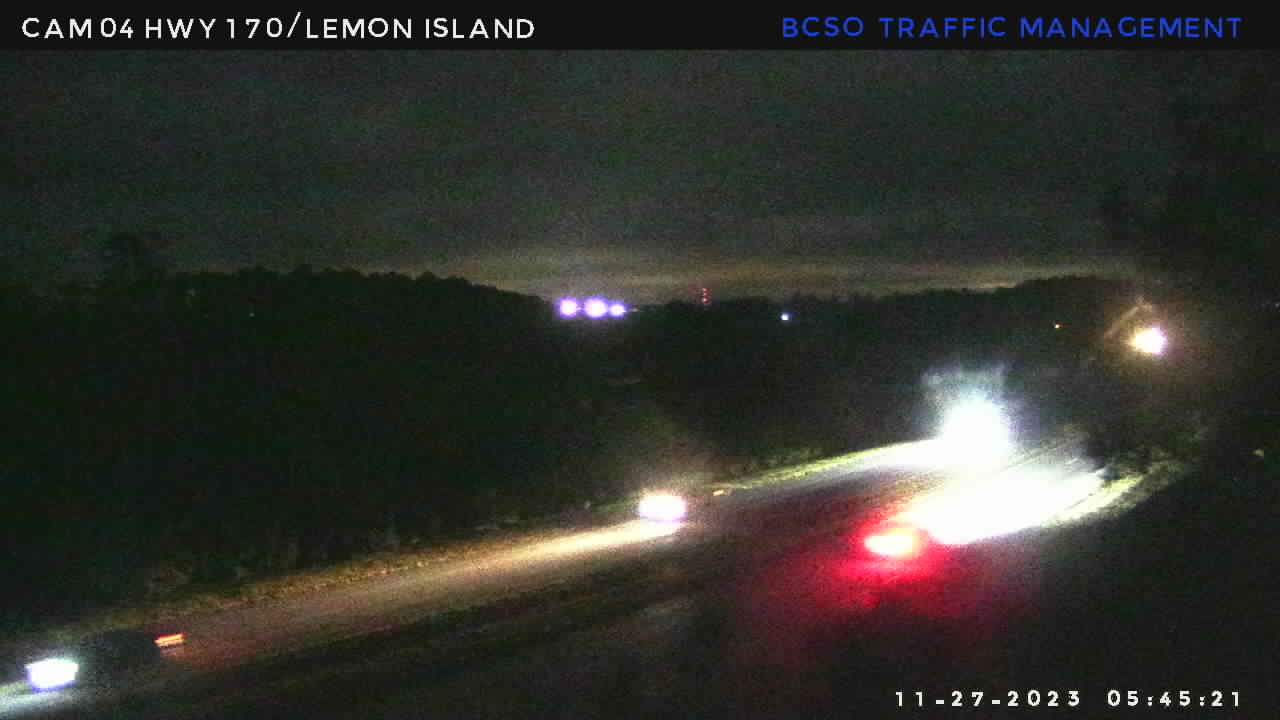 CAM04 HWY 170/LEMON ISLAND
BCSO TRAFFIC MANAGEMENT
11-27-2023 05:45:21